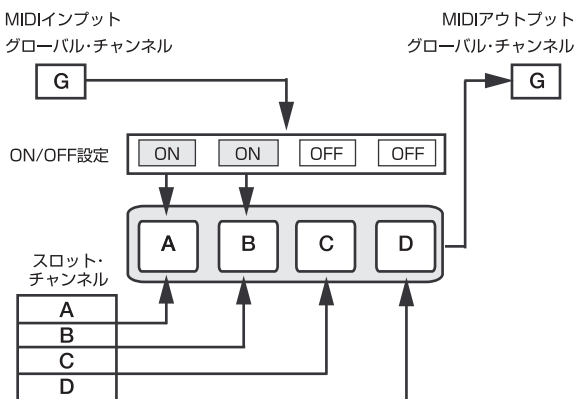 MIDIインプット
グローバル・チャンネル
G
MIDIアウトプット
グローバル・チャンネル
G
ON/OFF設定
ON
ON
OFF
OFF
A
B
C
D
スロット・
チャンネル
A
B
C
D